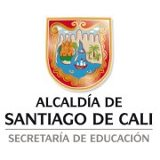 ALCALDÍA DE
SANTIAGO DE CALI
SECRETARÍA DE EDUCACIÓN